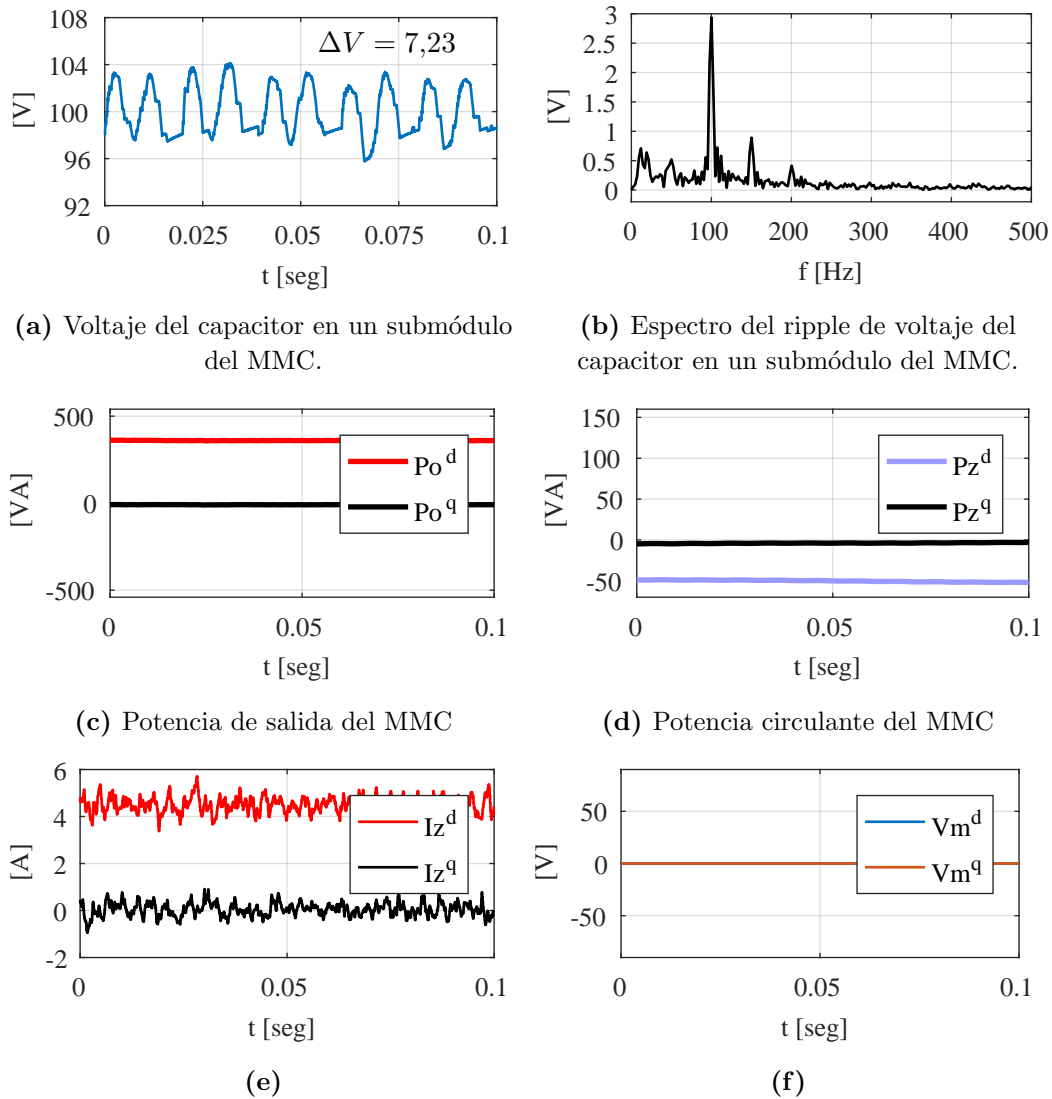 108
104
100
96
92
[V]
ΔV = 7,23
0
0.025
0.05
0.075
0.1
t [seg]
3
2.5
2
1.5
1
0.5
0
[V]
0
100
200
300
400
500
f [Hz]
(a) Voltaje del capacitor en un submódulo
del MMC.
(b) Espectro del ripple de voltaje del
capacitor en un submódulo del MMC.
500
0
-500
[VA]
Po d
Po q
0
0.05
0.1
t [seg]
150
100
50
0
-50
[VA]
Pz d
Pz q
0
0.05
0.1
t [seg]
(c) Potencia de salida del MMC
(d) Potencia circulante del MMC
6
4
2
0
-2
[A]
Iz d
Iz q
0
0.05
0.1
t [seg]
50
0
-50
[V]
Vm d
Vm q
0
0.05
0.1
t [seg]
(e)
(f)